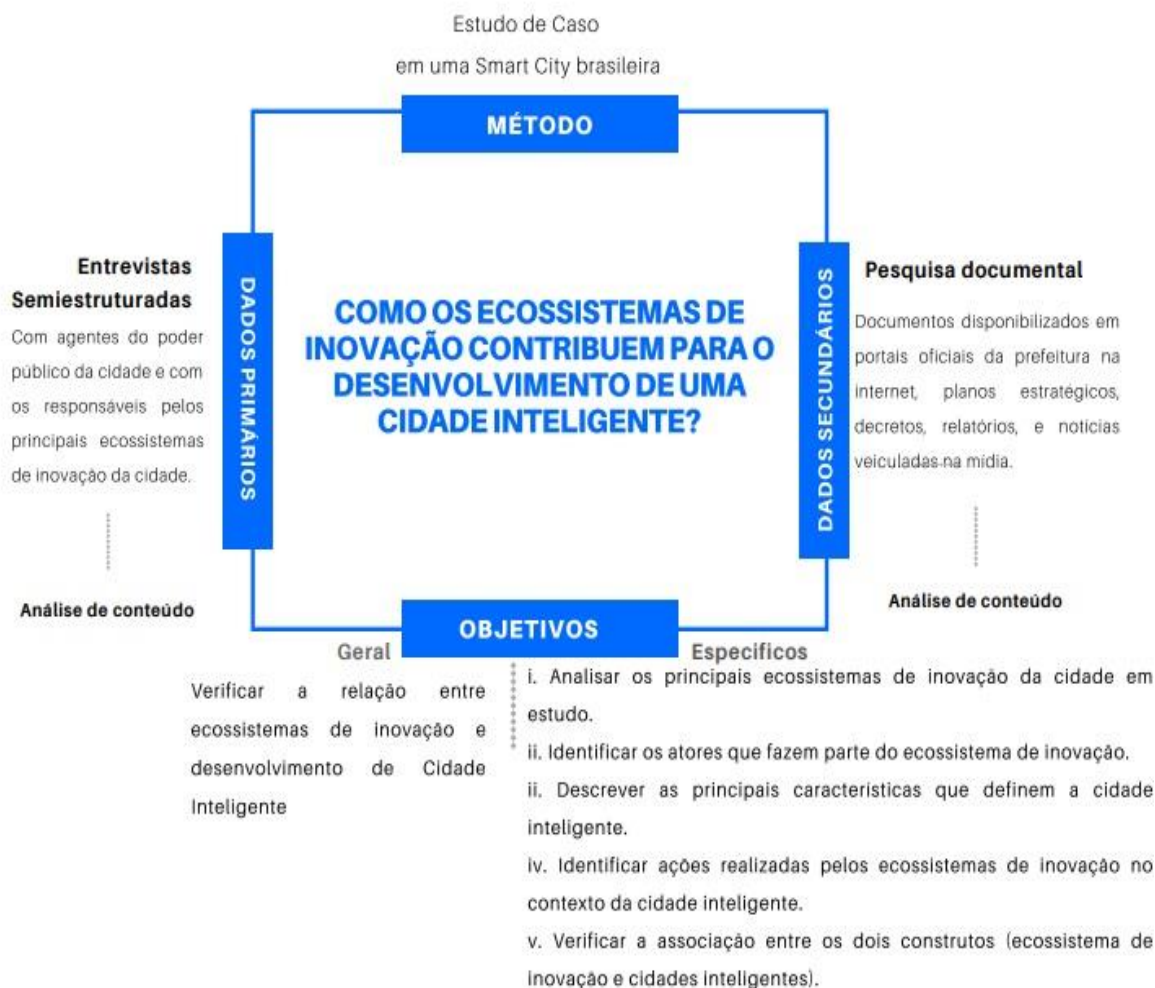 Estudo de Caso
em uma Smart City brasileira
MÉTODO
Entrevistas
Semiestruturadas
Com agentes do poder
público da cidade e com
os responsáveis pelos
principais ecossistemas
de inovação da cidade.
Análise de conteúdo
DADOS PRIMÁRIOS
COMO OS ECOSSISTEMAS DE
INOVAÇÃO CONTRIBUEM PARA O
DESENVOLVIMENTO DE UMA
CIDADE INTELIGENTE?
DADOS SECUNDÁRIOS
Pesquisa documental
Documentos disponibilizados em
portais oficiais da prefeitura na
internet, planos estratégicos,
decretos, relatórios, e notícias
veiculadas na mídia.
Análise de conteúdo
OBJETIVOS
Geral
Verificar a relação entre
ecossistemas de inovação e
desenvolvimento de Cidade
Inteligente
Específicos
i. Analisar os principais ecossistemas de inovação da cidade em
estudo.
ii. Identificar os atores que fazem parte do ecossistema de inovação.
ii. Descrever as principais características que definem a cidade
inteligente.
iv. Identificar ações realizadas pelos ecossistemas de inovação no
contexto da cidade inteligente.
v. Verificar a associação entre os dois construtos (ecossistema de
inovação e cidades inteligentes).